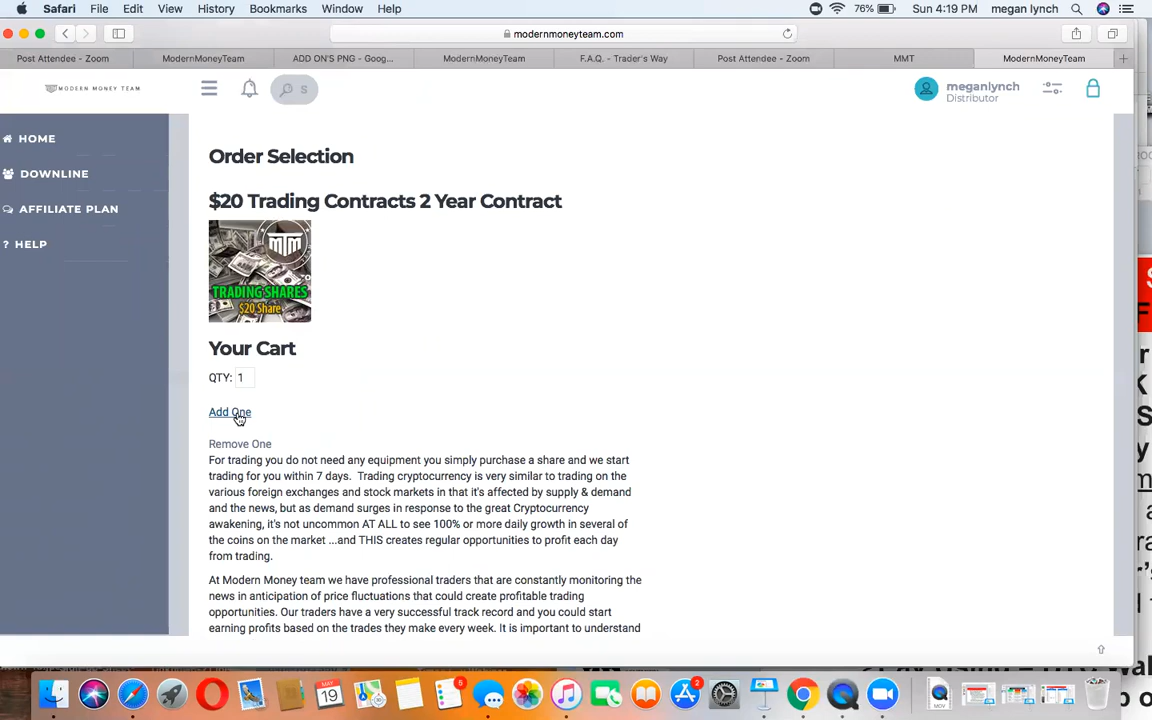 Safari File Edit View History Bookmarks Window Help 76% Sun 4:19 PM megan lynch
modernmoneyteam.com
Post Attendee - Zoom ModernMoneyTeam ADD ON'S PNG - Goog... ModernMoneyTeam F.A.Q. - Trader's Way Post Attendee - Zoom MMT ModernMoneyTeam
MODERN MONEY TEAM S meganlynch
Distributor
HOME
DOWNLINE
AFFILIATE PLAN
? HELP
Order Selection
$20 Trading Contracts 2 Year Contract
MTM
TRADING SHARES
$20 Share
Your Cart
QTY: 1
Add One
Remove One
For trading you do not need any equipment you simply purchase a share and we start
trading for you within 7 days. Trading cryptocurrency is very similar to trading on the
various foreign exchanges and stock markets in that it's affected by supply & demand
and the news, but as demand surges in response to the great Cryptocurrency
awakening, it's not uncommon AT ALL to see 100% or more daily growth in several of
the coins on the market ...and THIS creates regular opportunities to profit each day
from trading.
At Modern Money team we have professional traders that are constantly monitoring the
news in anticipation of price fluctuations that could create profitable trading
opportunities. Our traders have a very successful track record and you could start
earning profits based on the trades they make every week. It is important to understand
MAY
19
5
2
MOV